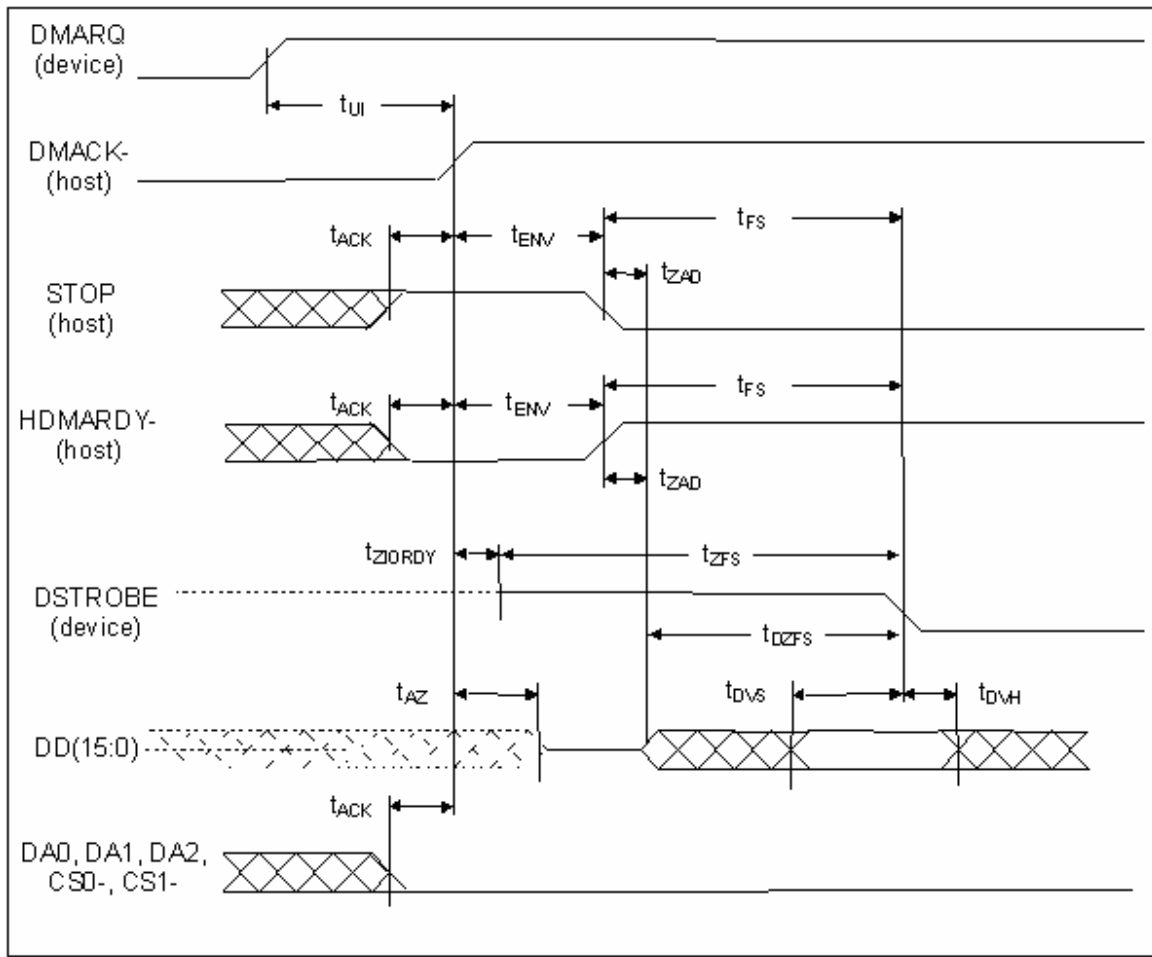 DMARQ
(device)
tUI
DMACK-
(host)
tACK
tENV
tFS
tZAD
STOP
(host)
tACK
tENV
tFS
HDMARDY-
(host)
tZAD
tZIORDY
tZFS
DSTROBE
(device)
tDZFS
tAZ
tDVS
tDVH
DD(15:0)
tACK
DA0, DA1, DA2,
CS0-, CS1-